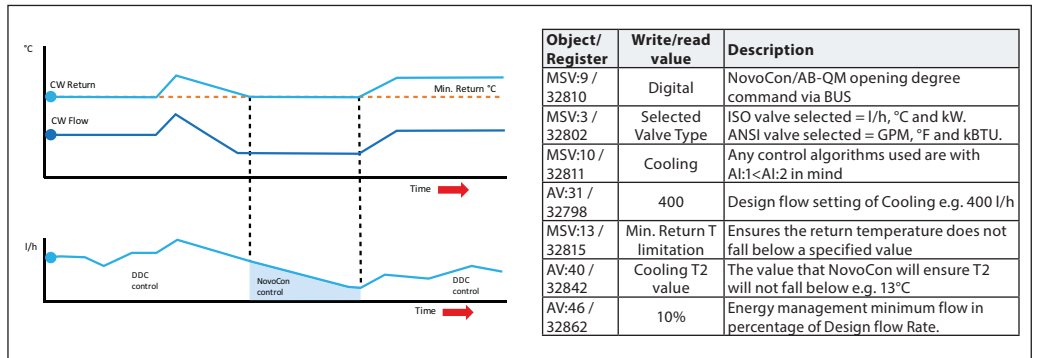 °C
CW Return
Min. Return °C
CW Flow
Time
l/h
DDC
control
NovoCon
control
DDC
control
Time
Object/
Register
Write/read
value
Description
MSV:9 /
32810
Digital
NovoCon/AB-QM opening degree
command via BUS
MSV:3 /
32802
Selected
Valve Type
ISO valve selected = l/h, °C and kW.
ANSI valve selected = GPM, °F and kBTU.
MSV:10 /
32811
Cooling
Any control algorithms used are with
AI:1<AI:2 in mind
AV:31 /
32798
400
Design flow setting of Cooling e.g. 400 l/h
MSV:13 /
32815
Min. Return T
limitation
Ensures the return temperature does not
fall below a specified value
AV:40 /
32842
Cooling T2
value
The value that NovoCon will ensure T2
will not fall below e.g. 13°C
AV:46 /
32862
10%
Energy management minimum flow in
percentage of Design flow Rate.